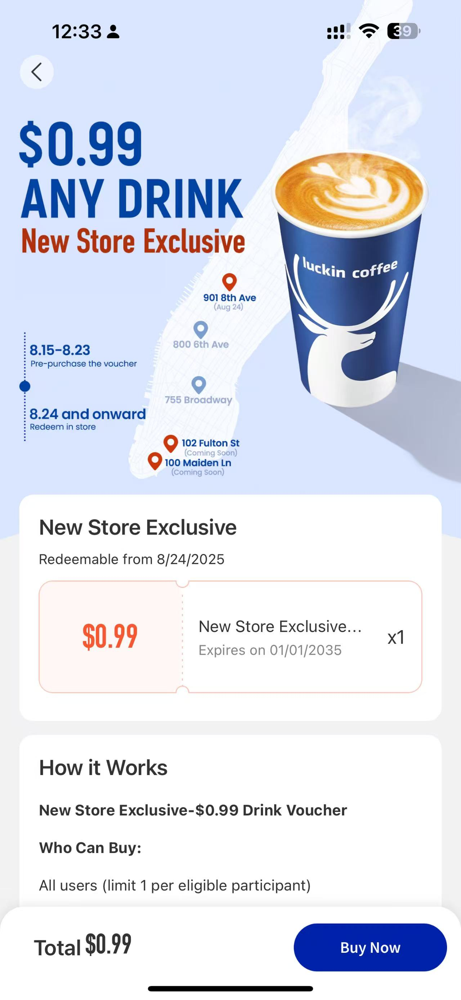 12:33
39
$0.99
ANY DRINK
New Store Exclusive
luckin coffee
901 8th Ave
(Aug 24)
800 6th Ave
8.15-8.23
Pre-purchase the voucher
755 Broadway
8.24 and onward
Redeem in store
102 Fulton St
(Coming Soon)
100 Maiden Ln
(Coming Soon)
New Store Exclusive
Redeemable from 8/24/2025
$0.99
New Store Exclusive...
Expires on 01/01/2035
x1
How it Works
New Store Exclusive-$0.99 Drink Voucher
Who Can Buy:
All users (limit 1 per eligible participant)
Total $0.99
Buy Now